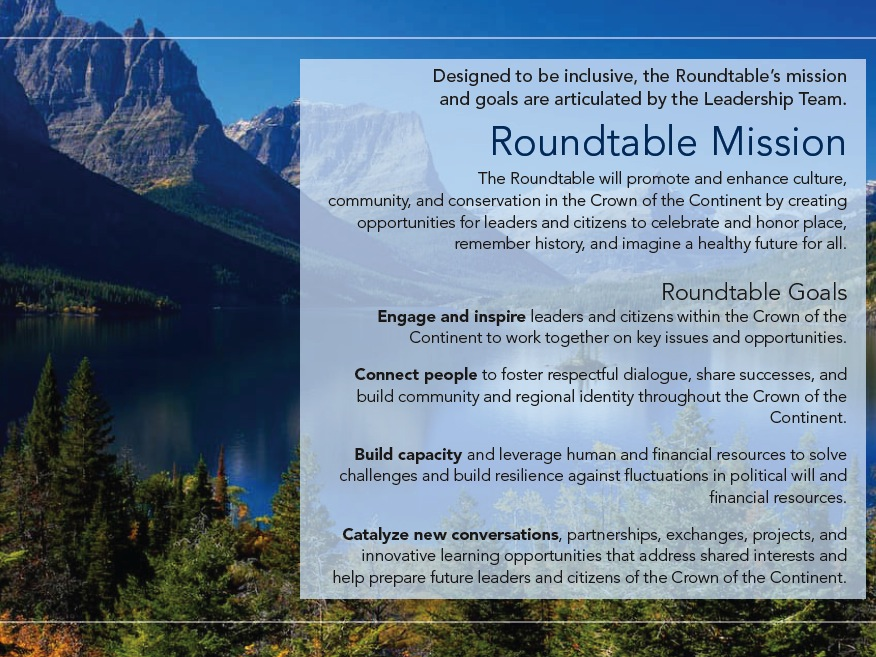 Designed to be inclusive, the Roundtable's mission
and goals are articulated by the Leadership Team.
Roundtable Mission
The Roundtable will promote and enhance culture,
community, and conservation in the Crown of the Continent by creating
opportunities for leaders and citizens to celebrate and honor place,
remember history, and imagine a healthy future for all.
Roundtable Goals
Engage and inspire leaders and citizens within the Crown of the
Continent to work together on key issues and opportunities.
Connect people to foster respectful dialogue, share successes, and
build community and regional identity throughout the Crown of the
Continent.
Build capacity and leverage human and financial resources to solve
challenges and build resilience against fluctuations in political will and
financial resources.
Catalyze new conversations, partnerships, exchanges, projects, and
innovative learning opportunities that address shared interests and
help prepare future leaders and citizens of the Crown of the Continent.